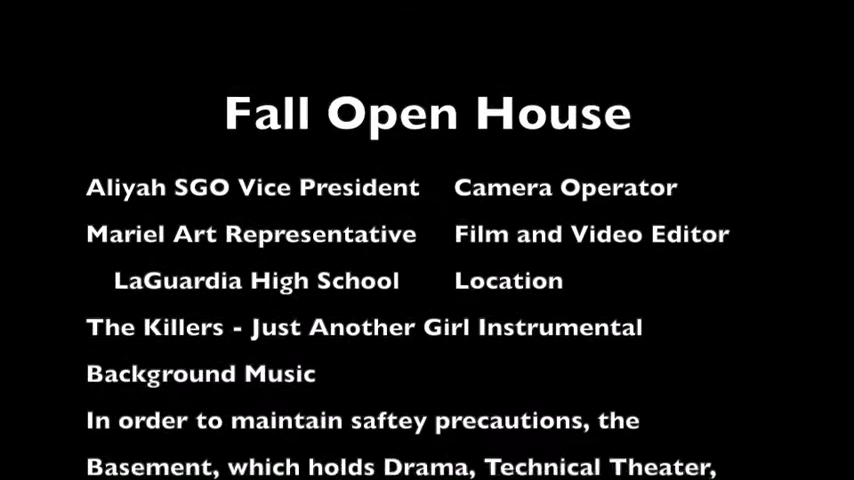 Fall Open House
Aliyah SGO Vice President Camera Operator
Mariel Art Representative Film and Video Editor
LaGuardia High School Location
The Killers - Just Another Girl Instrumental
Background Music
In order to maintain saftey precautions, the
Basement, which holds Drama, Technical Theater,